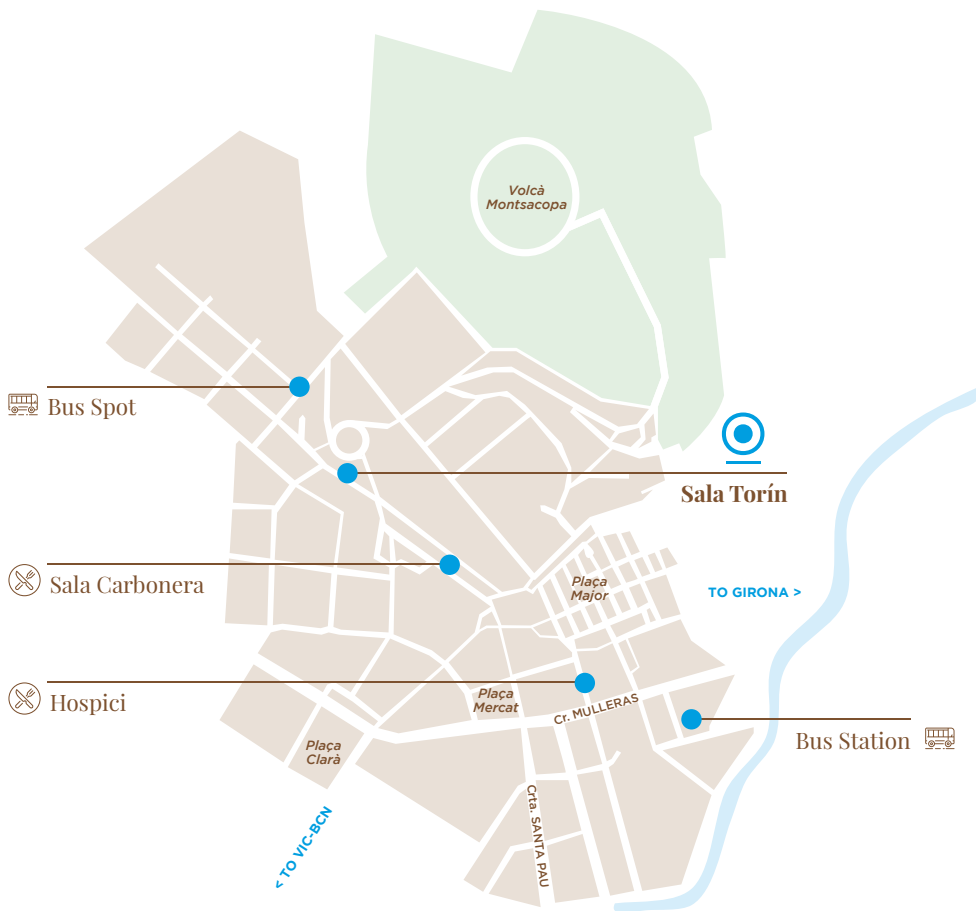 Volcà
Montsacopa
Bus Spot
Sala Torín
Sala Carbonera
Plaça
Major
TO GIRONA >
Hospici
Plaça
Mercat
Cr. MULLERAS
Bus Station
Plaça
Clarà
Crta. SANTA PAU
< TO VIC-BCN